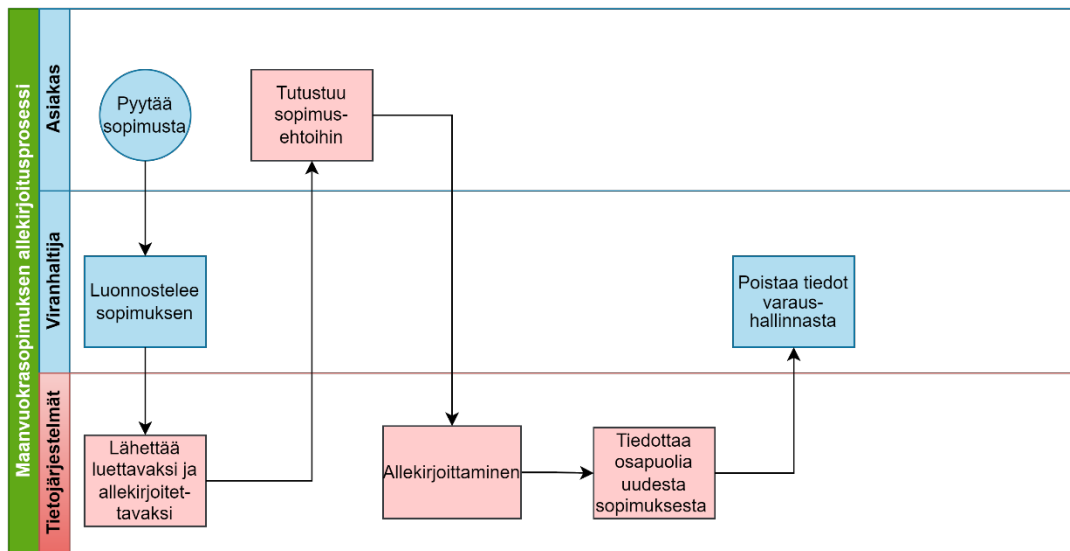 Maanvuokrasopimuksen allekirjoitusprosessi
Asiakas
Pyytää
sopimusta
Tutustuu
sopimus-
ehtoihin
Viranhaltija
Luonnostelee
sopimuksen
Poistaa tiedot
varaus-
hallinnasta
Tietojärjestelmät
Lähettää
luettavaksi ja
allekirjoitet-
tavaksi
Allekirjoittaminen
Tiedottaa
osapuolia
uudesta
sopimuksesta